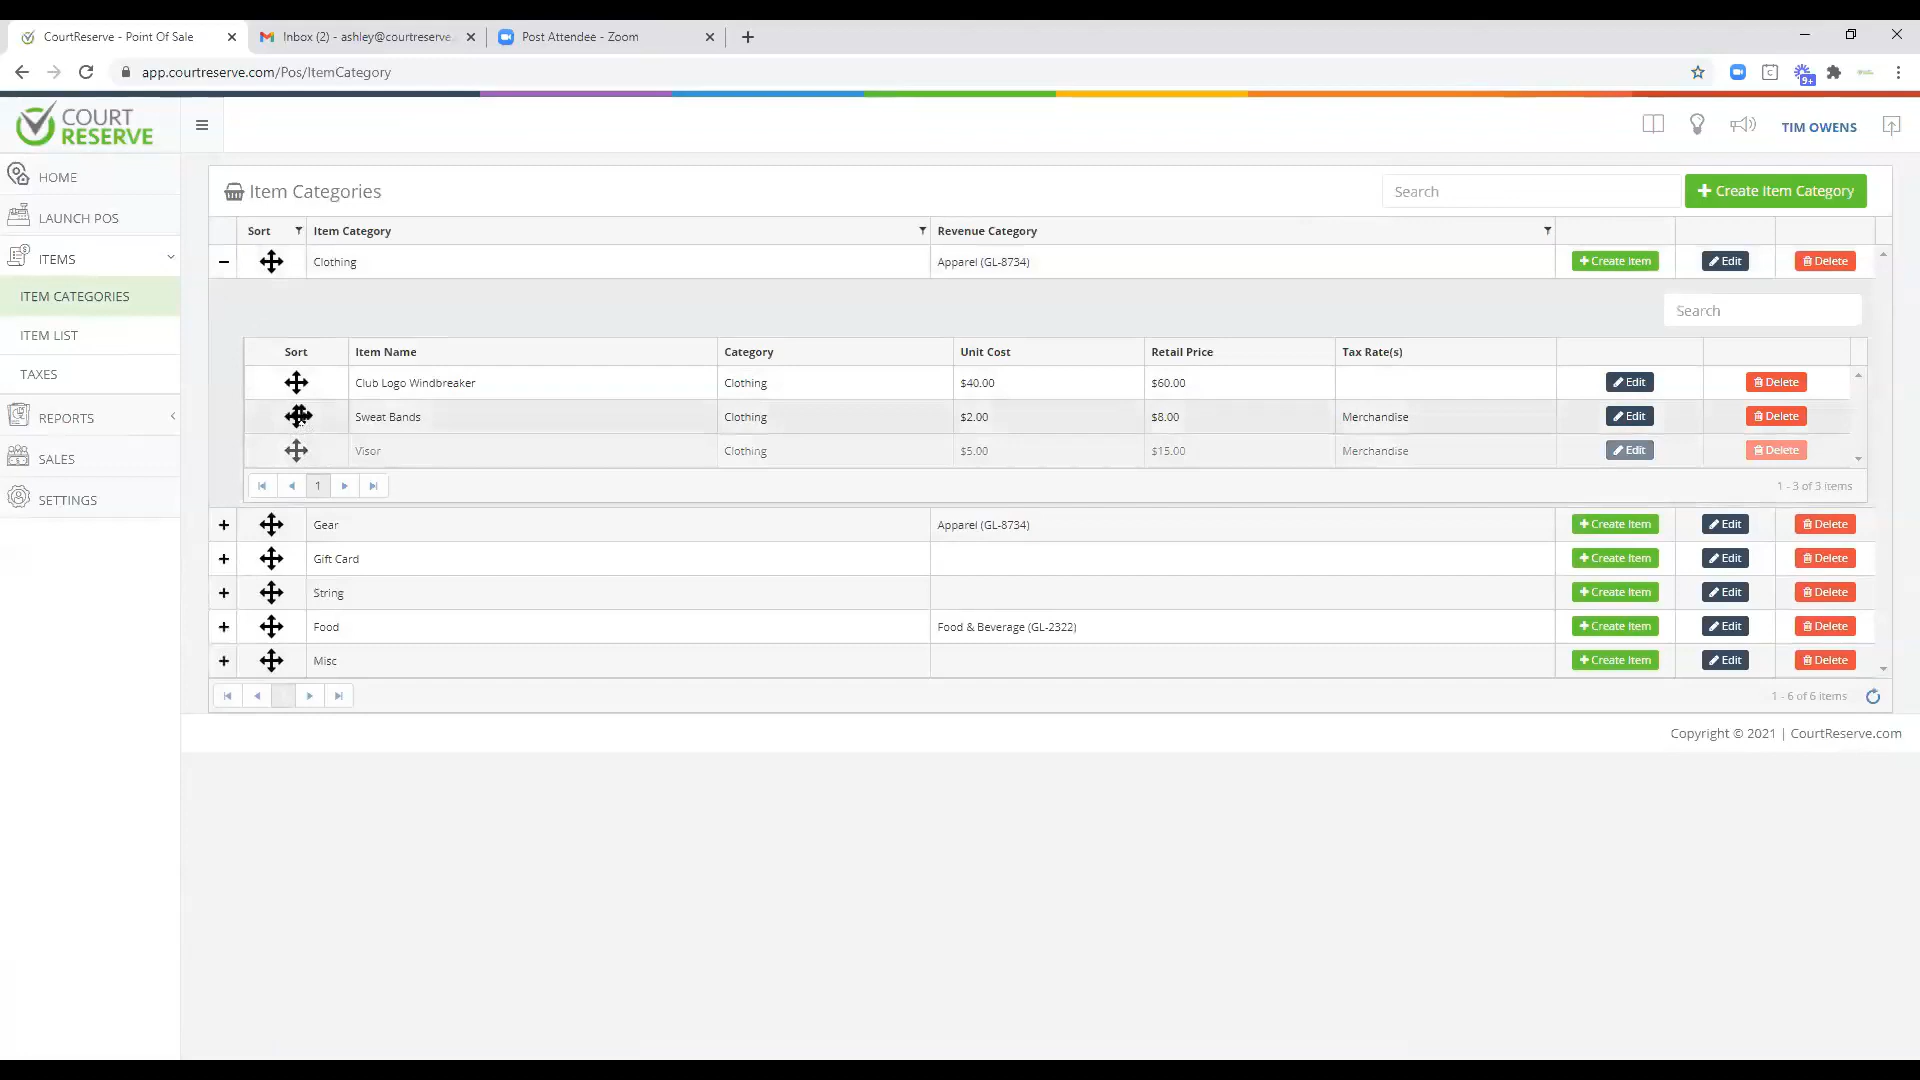 CourtReserve - Point Of Sale
Inbox (2) - ashley@courtreserve.
Post Attendee - Zoom
app.courtreserve.com/Pos/ItemCategory
9+
COURT
RESERVE
TIM OWENS
HOME
LAUNCH POS
ITEMS
ITEM CATEGORIES
ITEM LIST
TAXES
REPORTS
SALES
SETTINGS
Item Categories
Search
Create Item Category
Sort Item Category Revenue Category
Clothing Apparel (GL-8734) Create Item Edit Delete
Search
Sort Item Name Category Unit Cost Retail Price Tax Rate(s)
Club Logo Windbreaker Clothing $40.00 $60.00 Edit Delete
Sweat Bands Clothing $2.00 $8.00 Merchandise Edit Delete
Visor Clothing $5.00 $15.00 Merchandise Edit Delete
1 1 - 3 of 3 items
Gear Apparel (GL-8734) Create Item Edit Delete
Gift Card Create Item Edit Delete
String Create Item Edit Delete
Food Food & Beverage (GL-2322) Create Item Edit Delete
Misc Create Item Edit Delete
1 - 6 of 6 items
Copyright © 2021 | CourtReserve.com